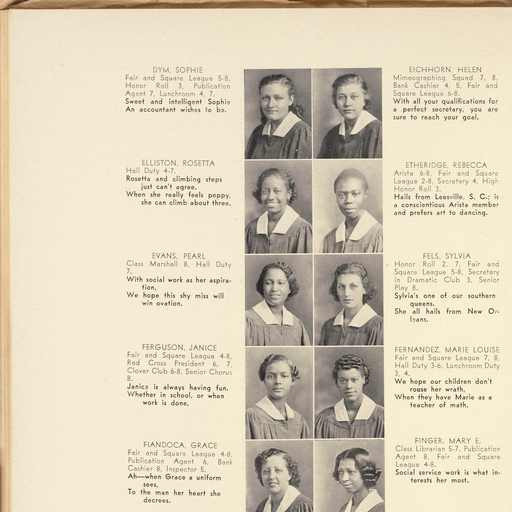 DYM, SOPHIE
Fair and Square League 5-8,
Honor Roll 3, Publication
Agent 7, Lunchroom 4, 7.
Sweet and intelligent Sophie
An accountant wishes to be.
ELLISTON, ROSETTA
Hall Duty 4-7.
Rosetta and climbing steps
just can't agree,
When she really feels peppy,
she can climb about three.
EVANS, PEARL
Class Marshall 8, Hall Duty
7.
With social work as her aspira-
tion,
We hope this shy miss will
win ovation.
FERGUSON, JANICE
Fair and Square League 4-8,
Red Cross President 6, 7,
Clover Club 6-8, Senior Chorus
8.
Janice is always having fun.
Whether in school, or when
work is done.
FIANDOCA, GRACE
Fair and Square League 4-8,
Publication Agent 6, Bank
Cashier 8, Inspector 5.
Ah—when Grace a uniform
sees,
To the man her heart she
decrees.
EICHHORN, HELEN
Mimeographing Squad 7, 8,
Bank Cashier 4, 5, Fair and
Square League 6-8.
With all your qualifications for
a perfect secretary, you are
sure to reach your goal.
ETHERIDGE, REBECCA
Arista 6-8, Fair and Square
League 2-8, Secretary 4, High
Honor Roll 3.
Hails from Leesville, S. C.; is
a conscientious Arista member
and prefers art to dancing.
FELS, SYLVIA
Honor Roll 2, 7, Fair and
Square League 5-8, Secretary
in Dramatic Club 3, Senior
Play 8.
Sylvia's one of our southern
queens.
She all hails from New Or-
leans.
FERNANDEZ, MARIE LOUISE
Fair and Square League 7, 8,
Hall Duty 3-6, Lunchroom Duty
3, 4.
We hope our children don't
rouse her wrath,
When they have Marie as a
teacher of math.
FINGER, MARY E.
Class Librarian 5-7, Publication
Agent 8, Fair and Square
League 4-8.
Social service work is what in-
terests her most.